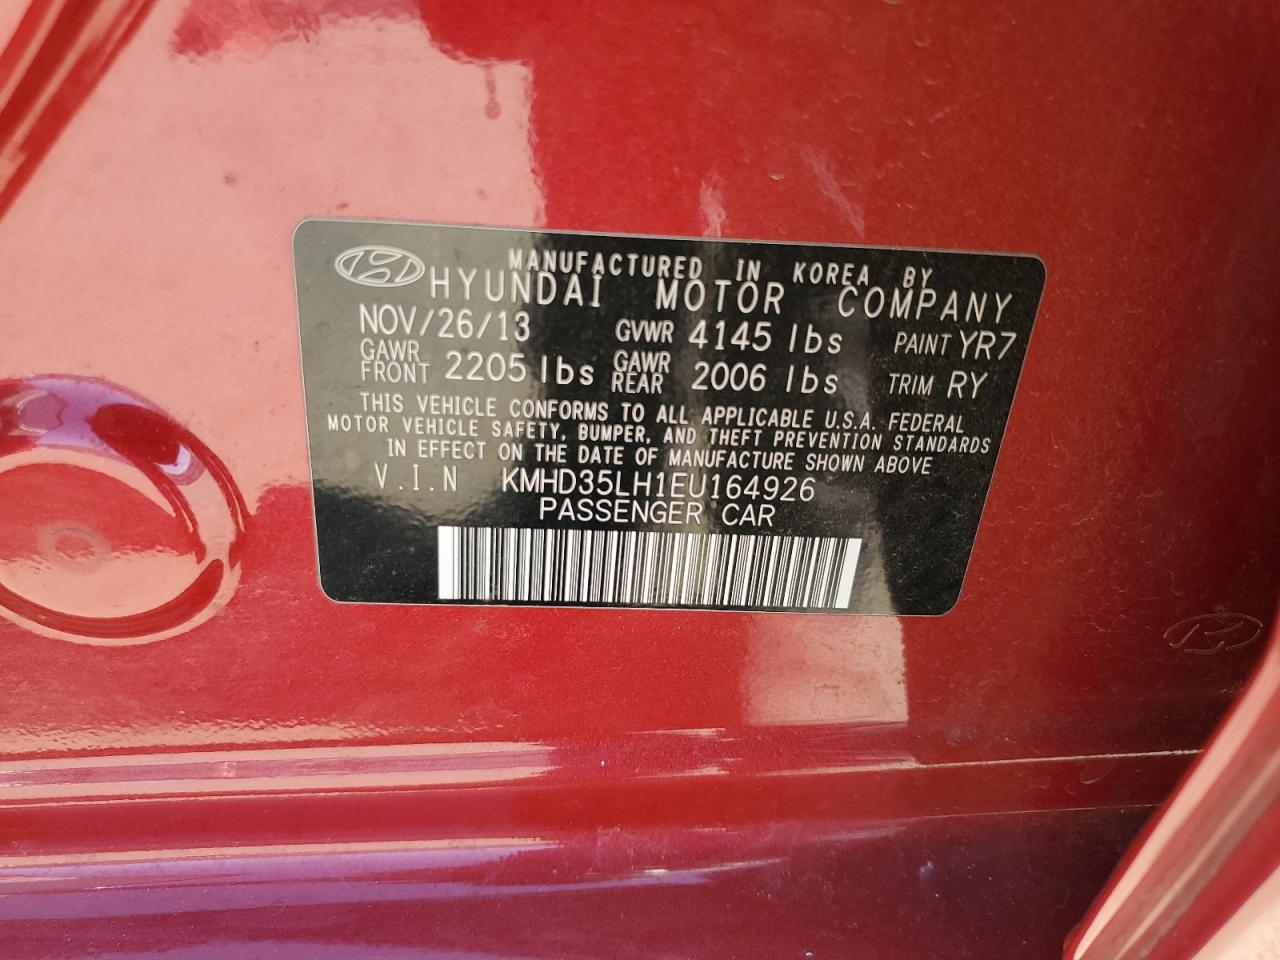 MANUFACTURED IN KOREA BY
HYUNDAI MOTOR COMPANY
NOV/26/13 GVWR 4145 lbs PAINT YR7
GAWR FRONT 2205 lbs GAWR REAR 2006 lbs TRIM RY
THIS VEHICLE CONFORMS TO ALL APPLICABLE U.S.A. FEDERAL
MOTOR VEHICLE SAFETY, BUMPER, AND THEFT PREVENTION STANDARDS
IN EFFECT ON THE DATE OF MANUFACTURE SHOWN ABOVE
V.I.N KMHD35LH1EU164926
PASSENGER CAR